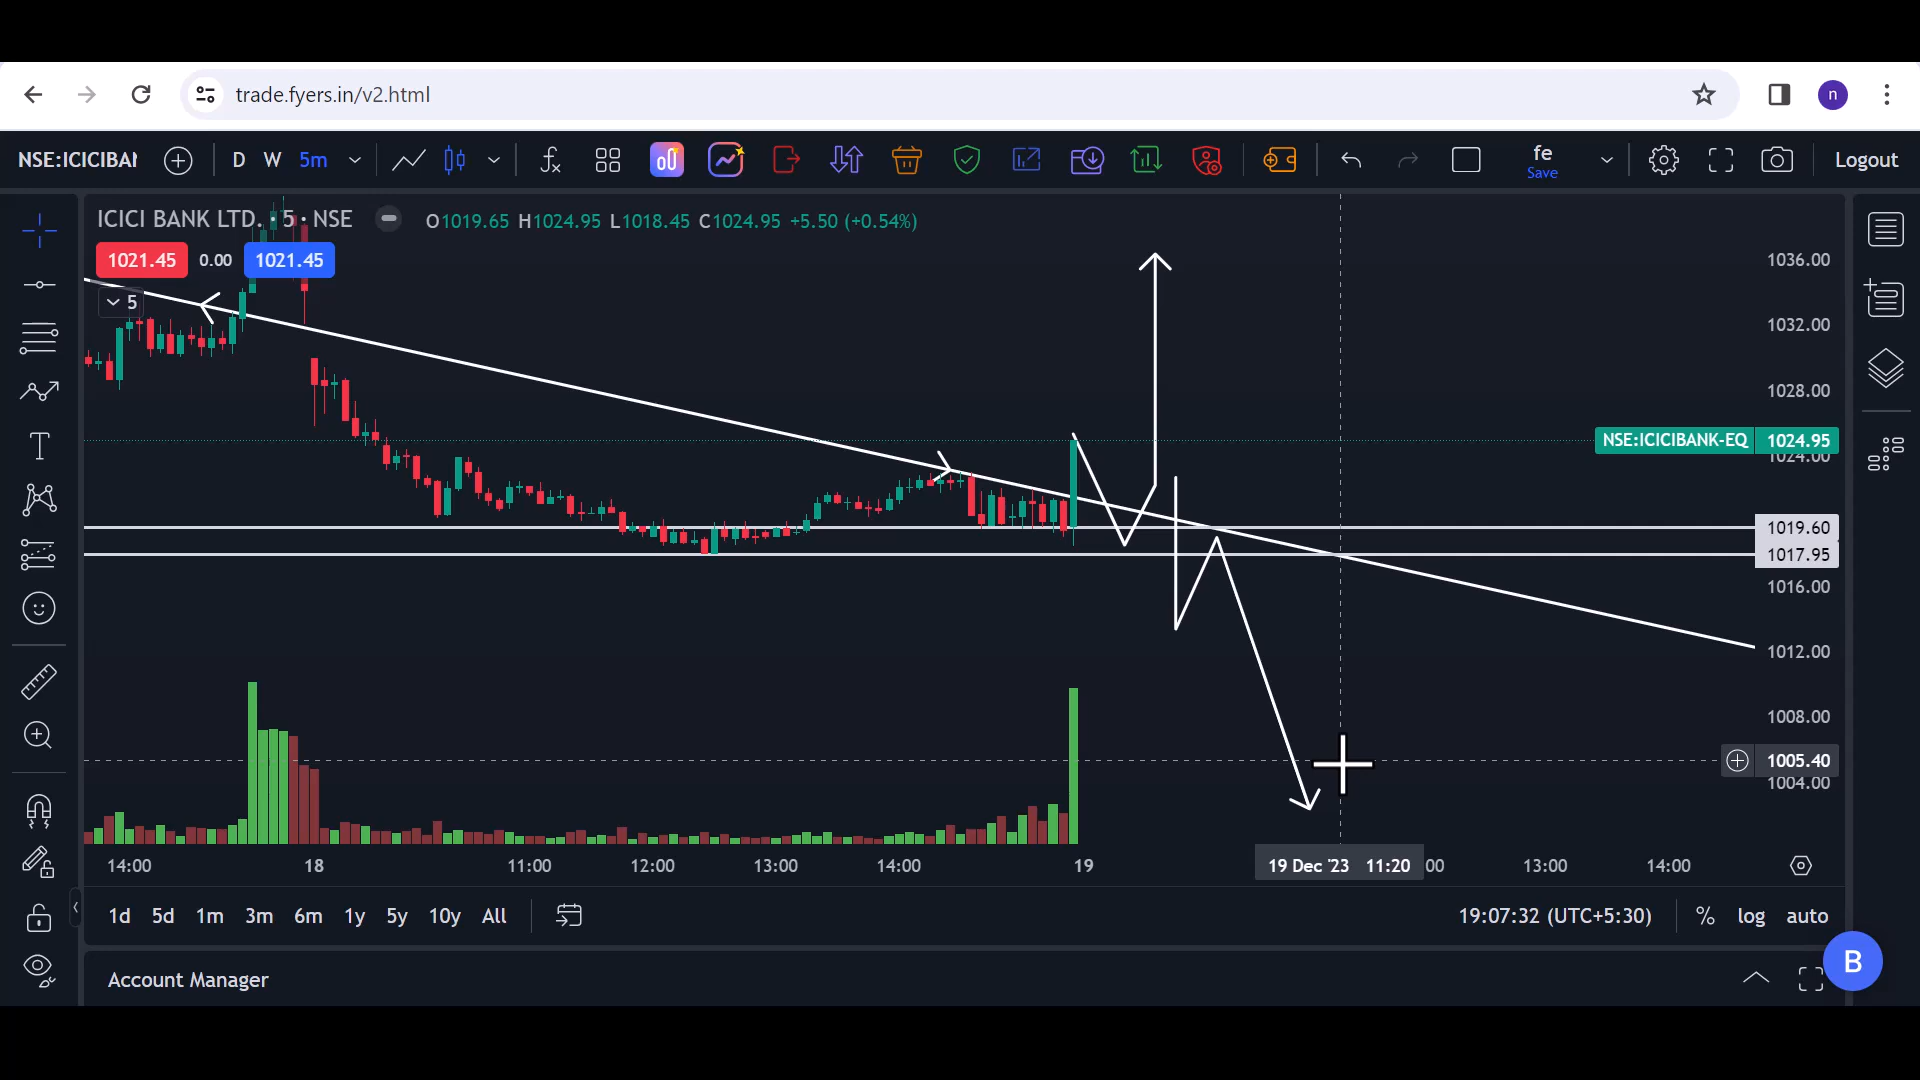 trade.fyers.in/v2.html
n
NSE:ICICIBAN
D W 5m
fe
Save
Logout
ICICI BANK LTD. · 5 · NSE
O1019.65 H1024.95 L1018.45 C1024.95 +5.50 (+0.54%)
1021.45 0.00 1021.45
5
1036.00
1032.00
1028.00
NSE:ICICIBANK-EQ 1024.95
1024.00
1019.60
1017.95
1016.00
1012.00
1008.00
1005.40
1004.00
14:00 18 11:00 12:00 13:00 14:00 19 19 Dec '23 11:20 :00 13:00 14:00
1d 5d 1m 3m 6m 1y 5y 10y All
19:07:32 (UTC+5:30) % log auto
B
Account Manager